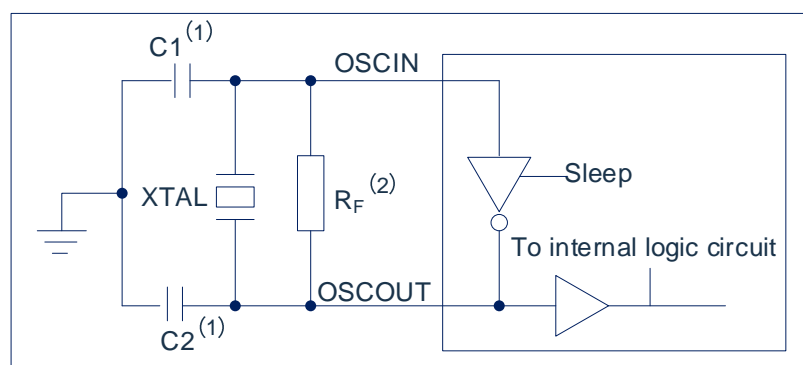 C1(1)
OSCIN
XTAL
RF(2)
Sleep
To internal logic circuit
OSCOUT
C2(1)